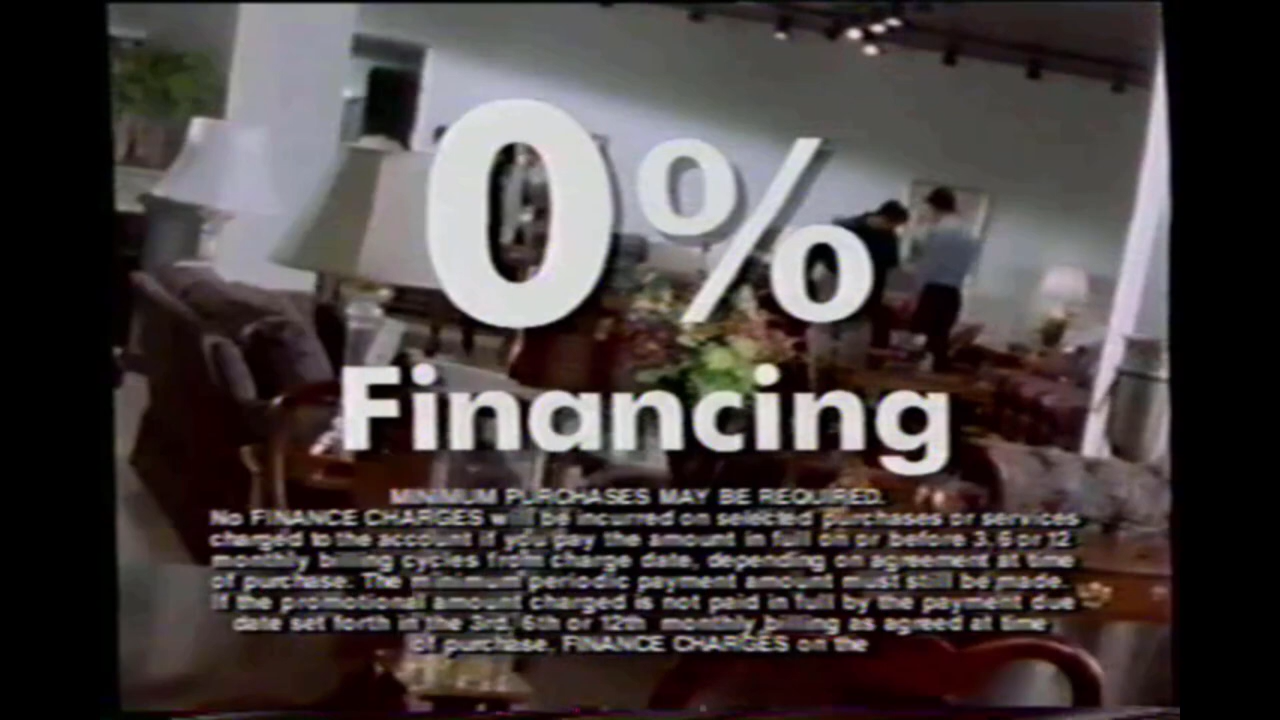 0%
Financing
MINIMUM PURCHASES MAY BE REQUIRED.
No FINANCE CHARGES will be incurred on selected purchases or services
charged to the account if you pay the amount in full on or before 3, 6 or 12
monthly billing cycles from charge date, depending on agreement at time
of purchase. The minimum periodic payment amount must still be made.
If the promotional amount charged is not paid in full by the payment due
date set forth in the 3rd, 6th or 12th monthly billing as agreed at time
of purchase, FINANCE CHARGES on the